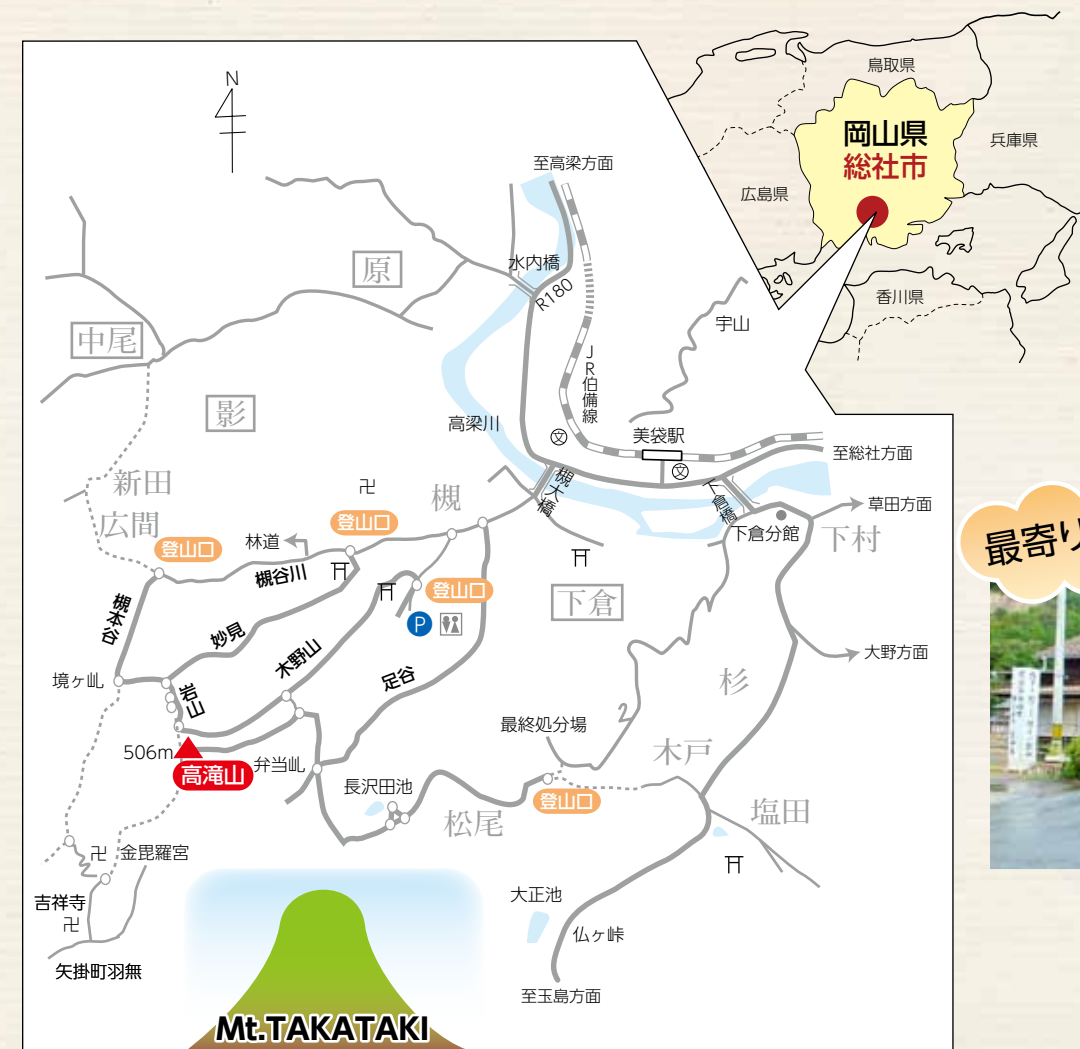 鳥取県
岡山県
総社市
兵庫県
広島県
香川県
N
至高梁方面
水内橋
R180
原
中尾
宇山
JR伯備線
影
高梁川
文
美袋駅
文
至総社方面
新田
広間
卍
槻
槻大橋
下倉橋
草田方面
登山口
下倉分館
下村
最寄り
登山口
林道
槻谷川
登山口
下倉
P
槻本谷
妙見
木野山
足谷
大野方面
境ヶ乢
岩山
杉
最終処分場
506m
高滝山
弁当乢
木戸
長沢田池
登山口
松尾
塩田
卍
金毘羅宮
吉祥寺
卍
大正池
仏ヶ峠
矢掛町羽無
至玉島方面
Mt.TAKATAKI